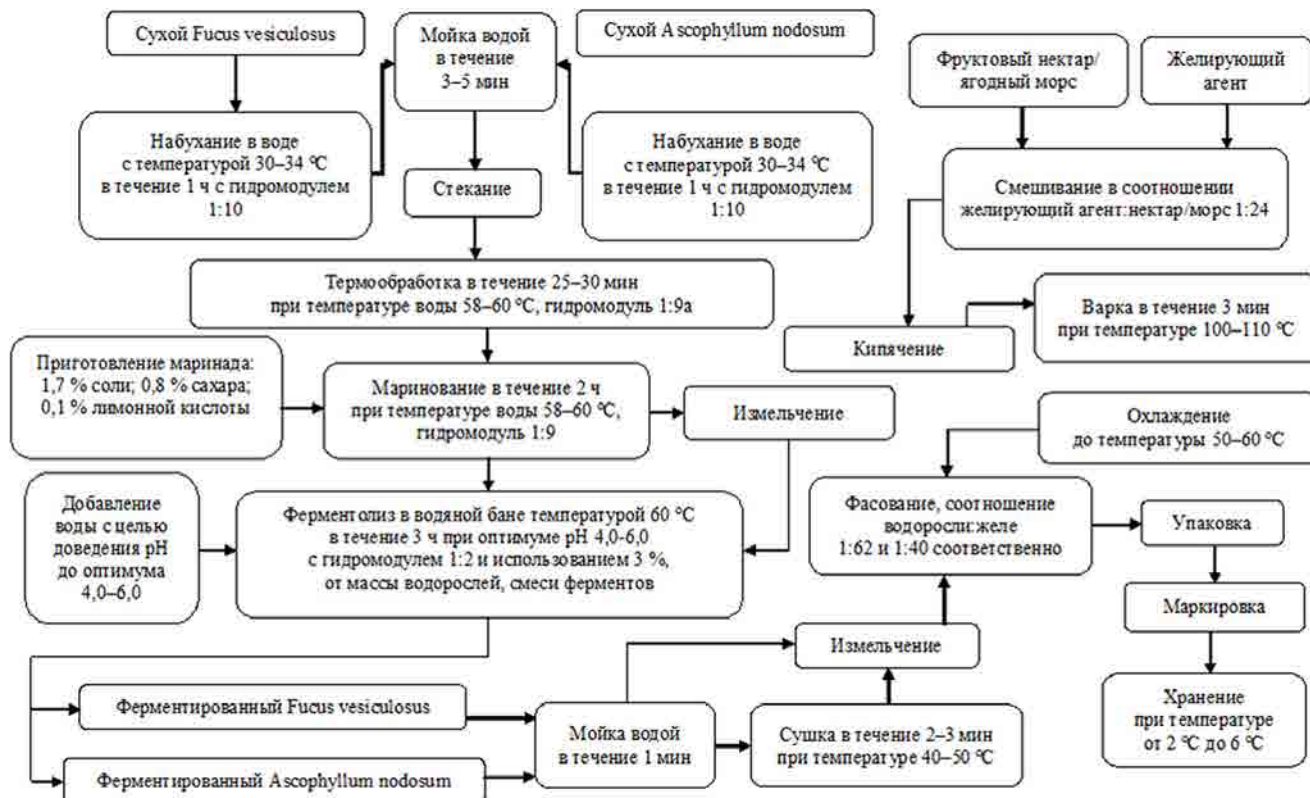 Сухой Fucus vesiculosus
Мойка водой
в течение
3–5 мин
Сухой Ascophyllum nodosum
Фруктовый нектар/
ягодный морс
Желирующий
агент
Набухание в воде
с температурой 30–34 °C
в течение 1 ч с гидромодулем
1:10
Стекание
Набухание в воде
с температурой 30–34 °C
в течение 1 ч с гидромодулем
1:10
Смешивание в соотношении
желирующий агент:нектар/морс 1:24
Термообработка в течение 25–30 мин
при температуре воды 58–60 °C, гидромодуль 1:9а
Кипячение
Варка в течение 3 мин
при температуре 100–110 °C
Приготовление маринада:
1,7 % соли; 0,8 % сахара;
0,1 % лимонной кислоты
Маринование в течение 2 ч
при температуре воды 58–60 °C,
гидромодуль 1:9
Измельчение
Охлаждение
до температуры 50–60 °C
Добавление
воды с целью
доведения pH
до оптимума
4,0–6,0
Ферментолиз в водяной бане температурой 60 °C
в течение 3 ч при оптимуме pH 4,0-6,0
с гидромодулем 1:2 и использованием 3 %,
от массы водорослей, смеси ферментов
Фасование, соотношение
водоросли:желе
1:62 и 1:40 соответственно
Упаковка
Маркировка
Измельчение
Хранение
при температуре
от 2 °C до 6 °C
Ферментированный Fucus vesiculosus
Мойка водой
в течение 1 мин
Сушка в течение 2–3 мин
при температуре 40–50 °C
Ферментированный Ascophyllum nodosum